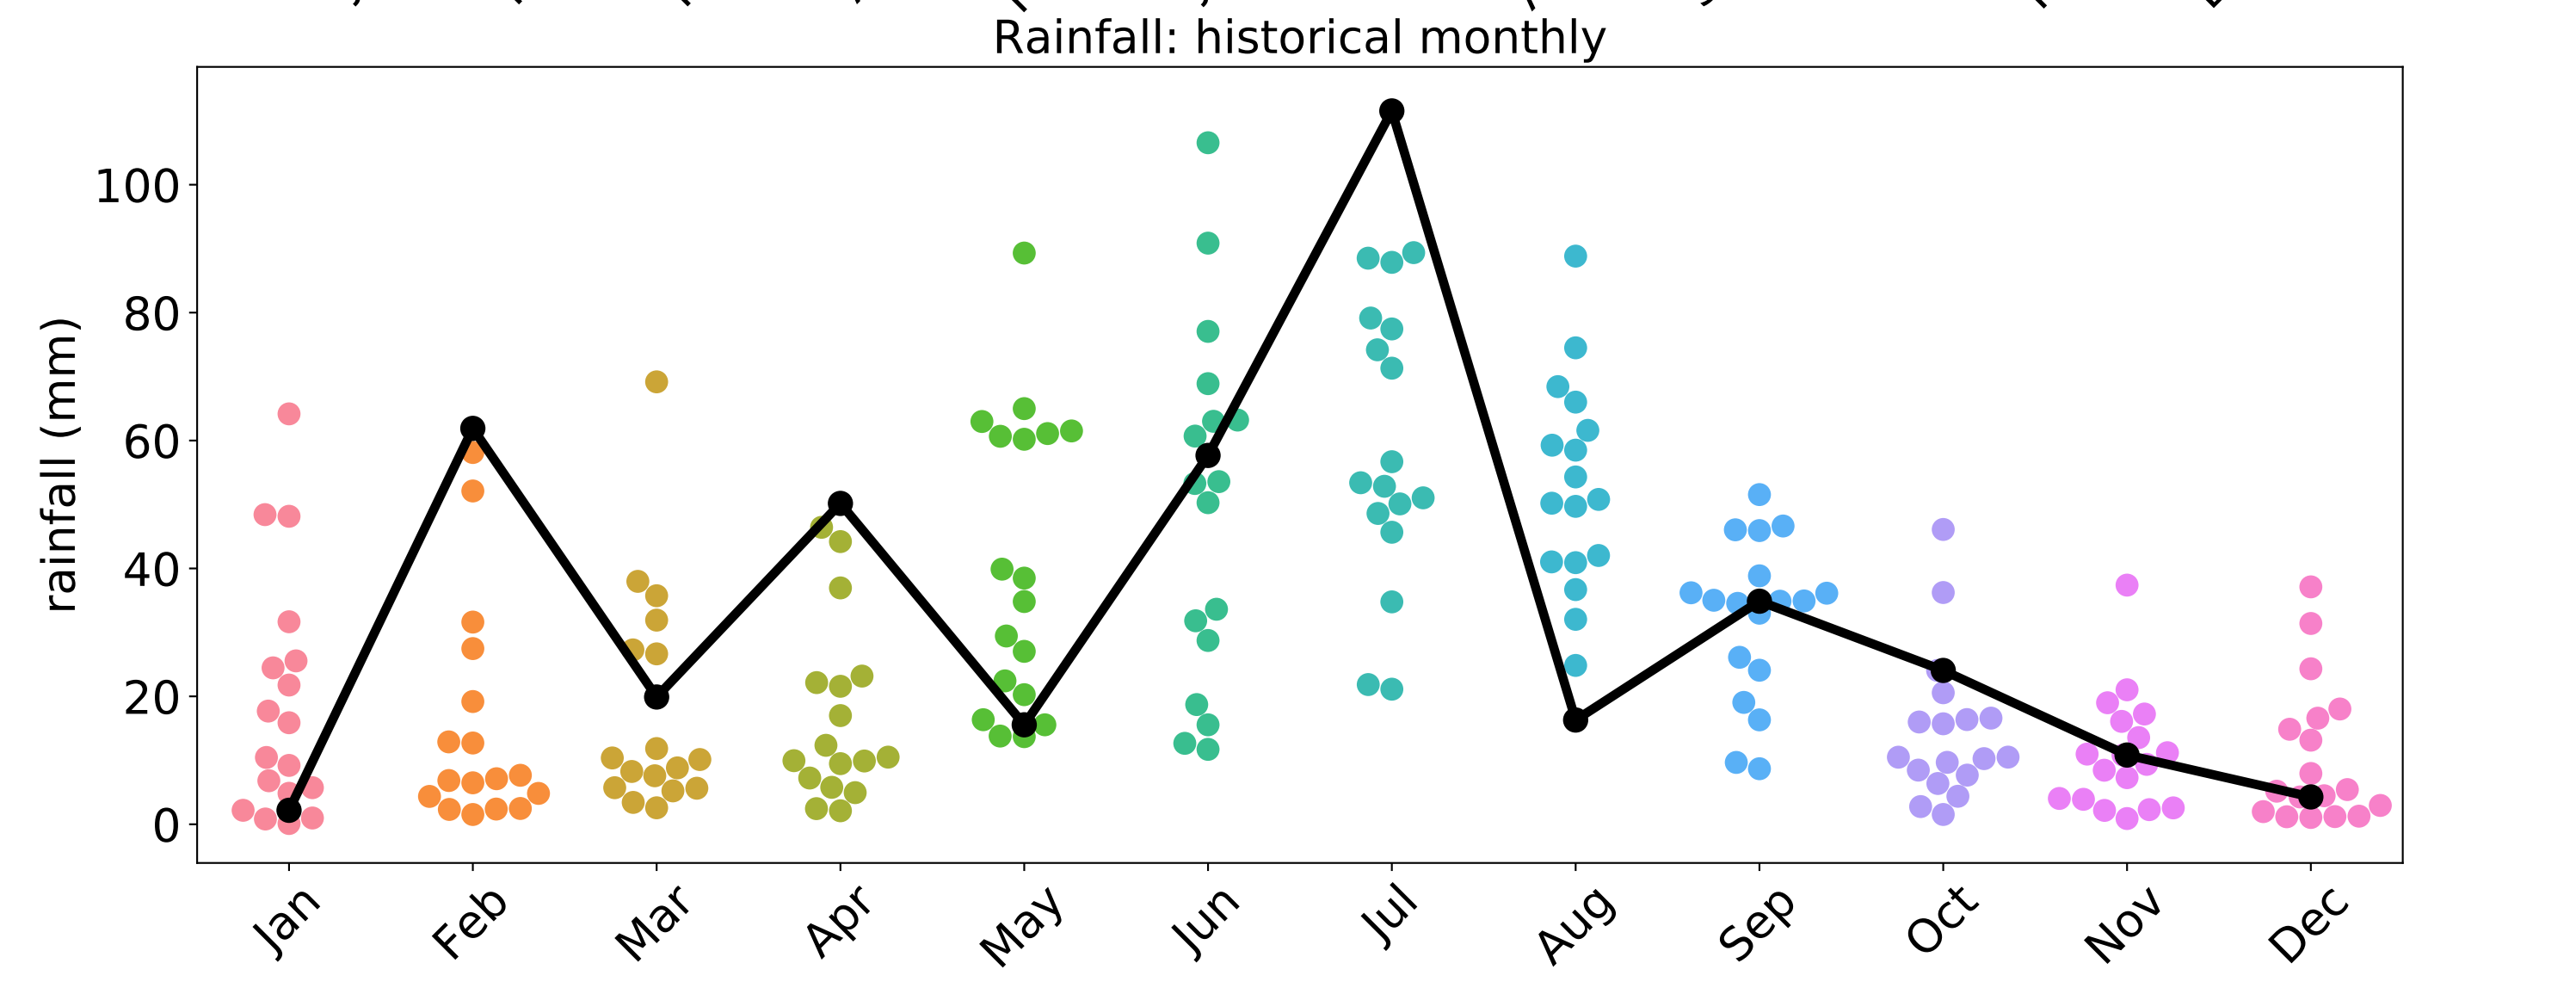 Rainfall: historical monthly
rainfall (mm)
100
80
60
40
20
0
Jan
Feb
Mar
Apr
May
Jun
Jul
Aug
Sep
Oct
Nov
Dec